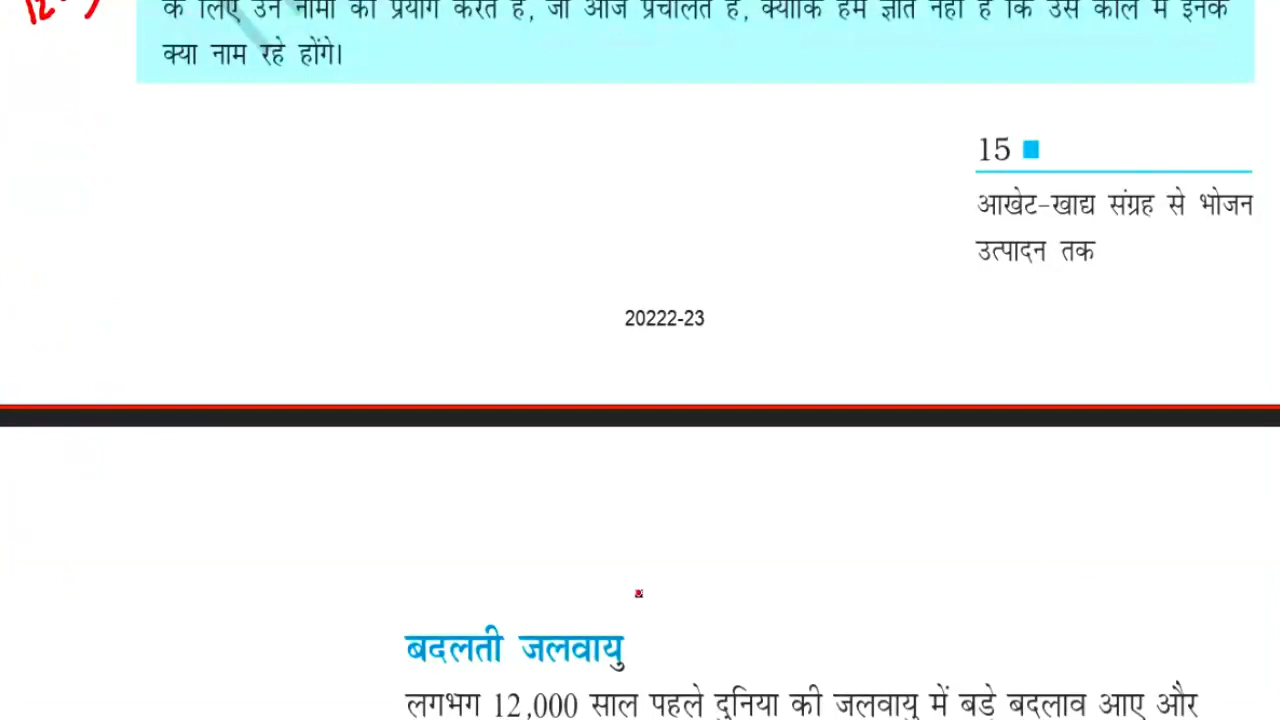 के लिए उन नामों का प्रयोग करते हैं, जो आज प्रचलित हैं, क्योंकि हमें ज्ञात नहीं है कि उस काल में इनके
क्या नाम रहे होंगे।
15
आखेट-खाद्य संग्रह से भोजन
उत्पादन तक
20222-23
बदलती जलवायु
लगभग 12,000 साल पहले दुनिया की जलवायु में बड़े बदलाव आए और